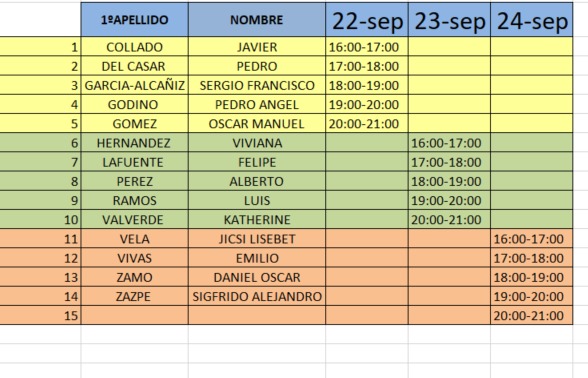 1ºAPELLIDO NOMBRE 22-sep 23-sep 24-sep
1 COLLADO JAVIER 16:00-17:00
2 DEL CASAR PEDRO 17:00-18:00
3 GARCIA-ALCAÑIZ SERGIO FRANCISCO 18:00-19:00
4 GODINO PEDRO ANGEL 19:00-20:00
5 GOMEZ OSCAR MANUEL 20:00-21:00
6 HERNANDEZ VIVIANA 16:00-17:00
7 LAFUENTE FELIPE 17:00-18:00
8 PEREZ ALBERTO 18:00-19:00
9 RAMOS LUIS 19:00-20:00
10 VALVERDE KATHERINE 20:00-21:00
11 VELA JICSI LISEBET 16:00-17:00
12 VIVAS EMILIO 17:00-18:00
13 ZAMO DANIEL OSCAR 18:00-19:00
14 ZAZPE SIGFRIDO ALEJANDRO 19:00-20:00
15 20:00-21:00